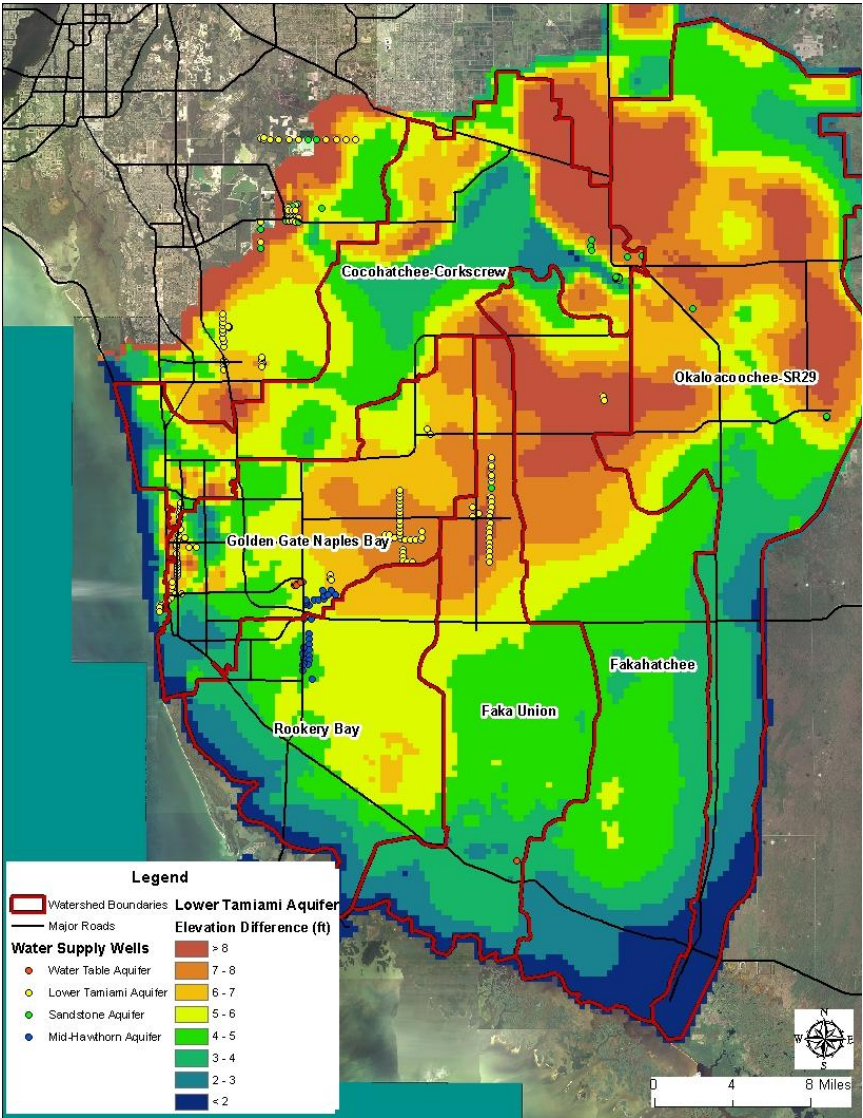 Cocohatchee-Corkscrew
Okaloacoochee-SR29
Golden Gate Naples Bay
Fakahatchee
Faka Union
Rookery Bay
Legend
Watershed Boundaries
Major Roads
Water Supply Wells
Water Table Aquifer
Lower Tamiami Aquifer
Sandstone Aquifer
Mid-Hawthorn Aquifer
Lower Tamiami Aquifer
Elevation Difference (ft)
> 8
7 - 8
6 - 7
5 - 6
4 - 5
3 - 4
2 - 3
< 2
N
W E
S
0 4 8 Miles